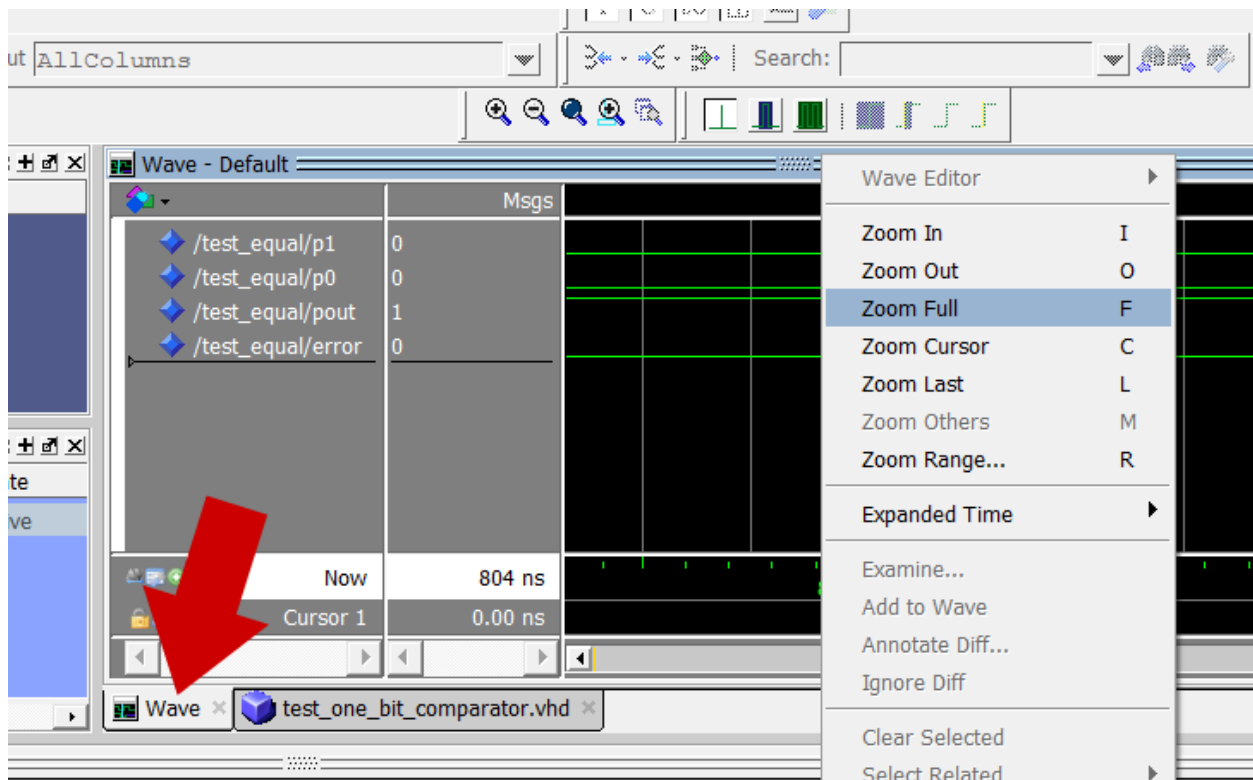 ut AllColumns
Search:
Wave - Default
Msgs
/test_equal/p1 0
/test_equal/p0 0
/test_equal/pout 1
/test_equal/error 0
te
ve
Now 804 ns
Cursor 1 0.00 ns
Wave
test_one_bit_comparator.vhd
Wave Editor
Zoom In I
Zoom Out O
Zoom Full F
Zoom Cursor C
Zoom Last L
Zoom Others M
Zoom Range... R
Expanded Time
Examine...
Add to Wave
Annotate Diff...
Ignore Diff
Clear Selected
Select Related